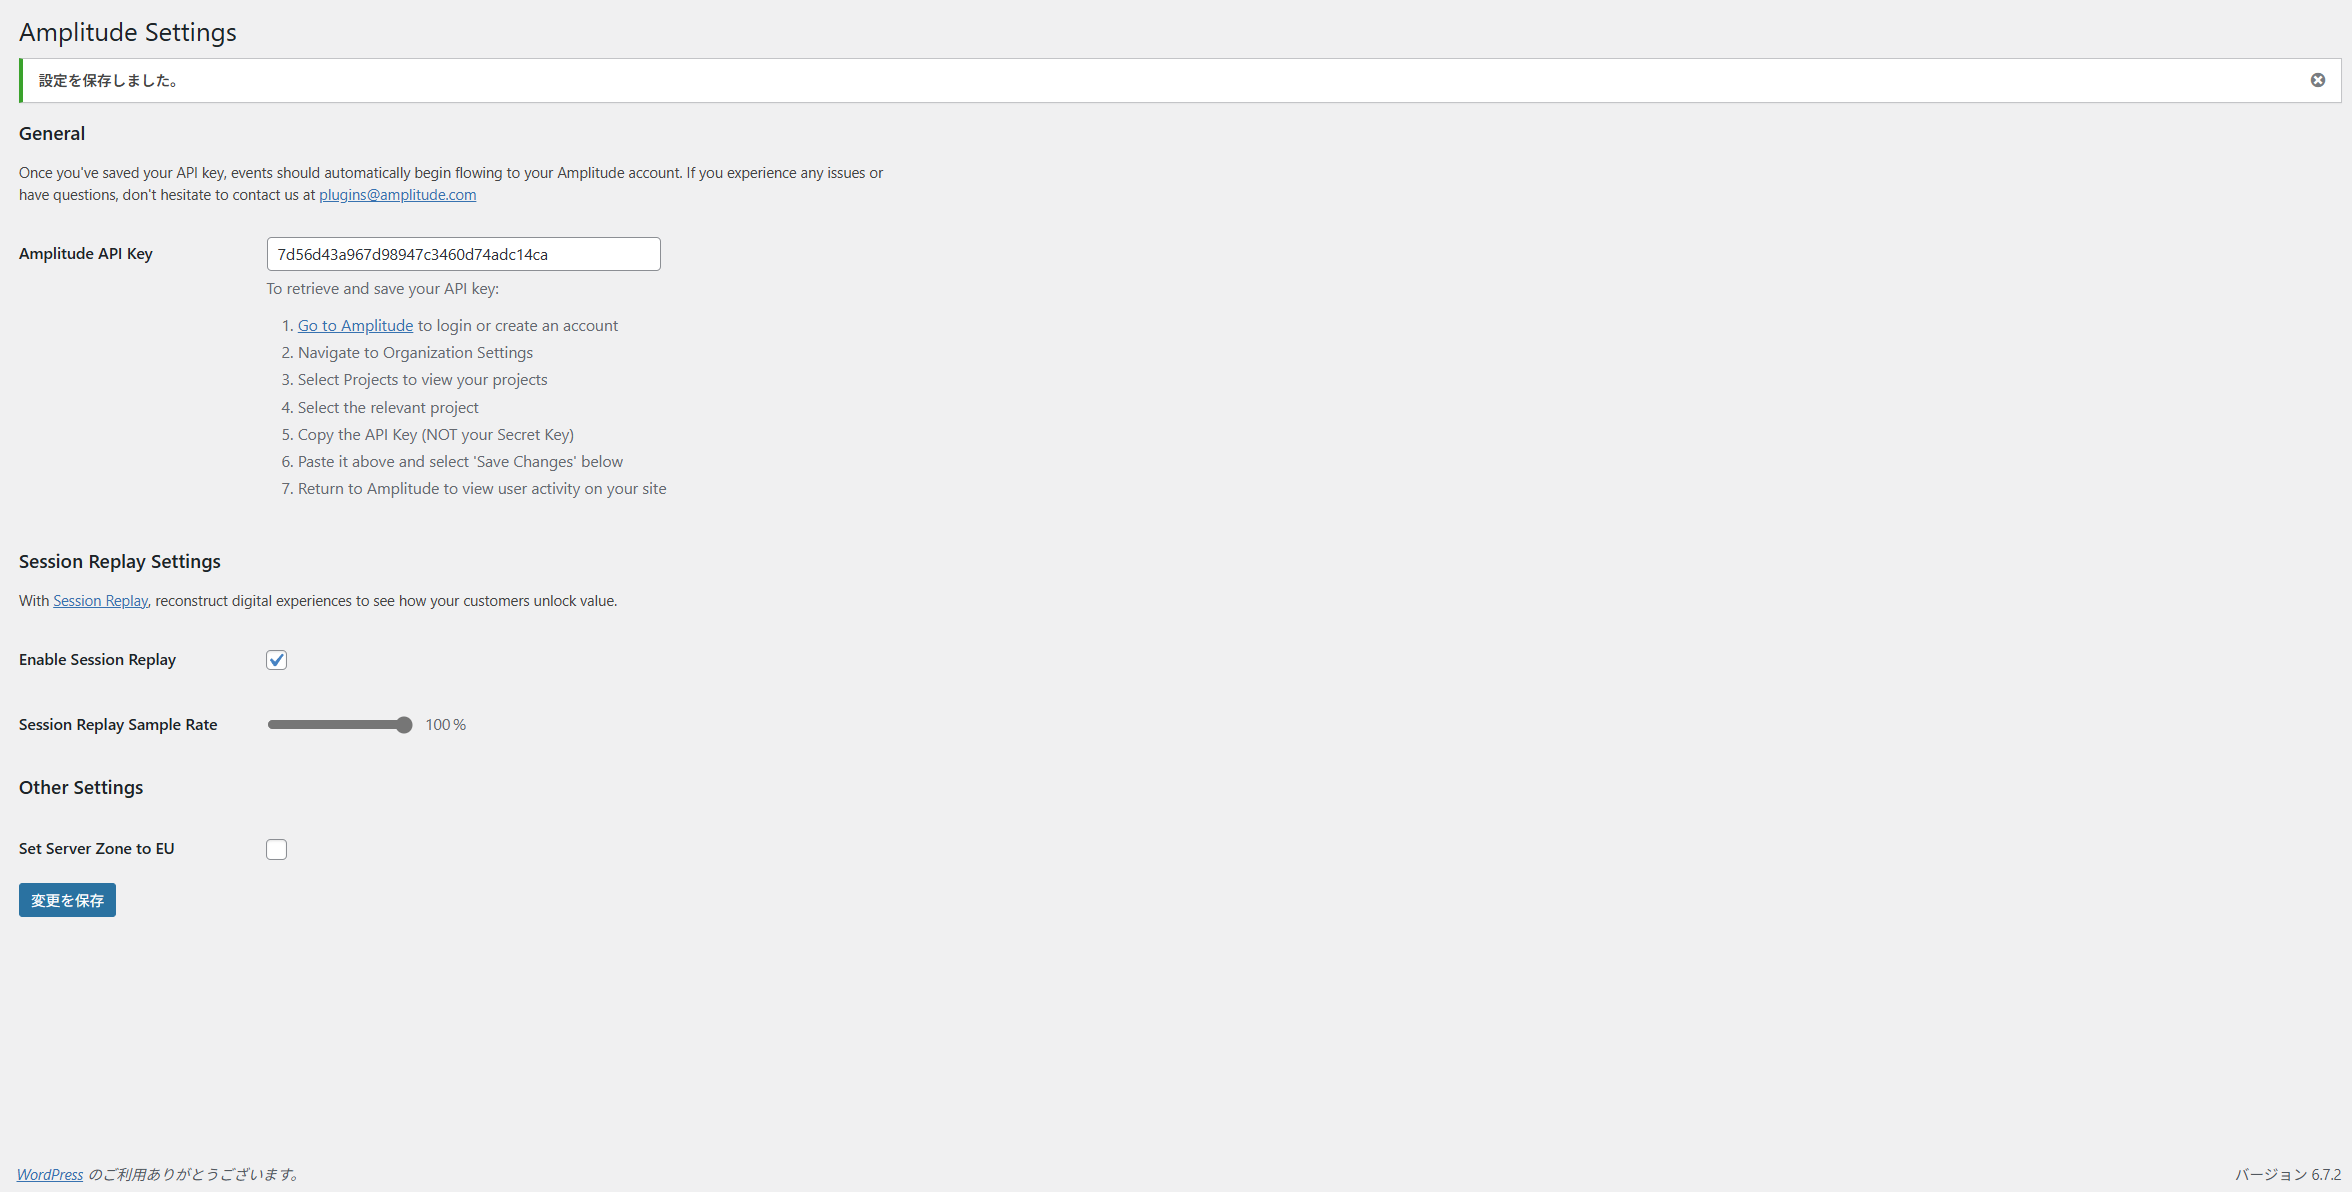 Amplitude Settings
設定を保存しました。
General
Once you've saved your API key, events should automatically begin flowing to your Amplitude account. If you experience any issues or
have questions, don't hesitate to contact us at plugins@amplitude.com
Amplitude API Key
7d56d43a967d98947c3460d74adc14ca
To retrieve and save your API key:
1. Go to Amplitude to login or create an account
2. Navigate to Organization Settings
3. Select Projects to view your projects
4. Select the relevant project
5. Copy the API Key (NOT your Secret Key)
6. Paste it above and select 'Save Changes' below
7. Return to Amplitude to view user activity on your site
Session Replay Settings
With Session Replay, reconstruct digital experiences to see how your customers unlock value.
Enable Session Replay
Session Replay Sample Rate
100 %
Other Settings
Set Server Zone to EU
変更を保存
WordPress のご利用ありがとうございます。
バージョン 6.7.2